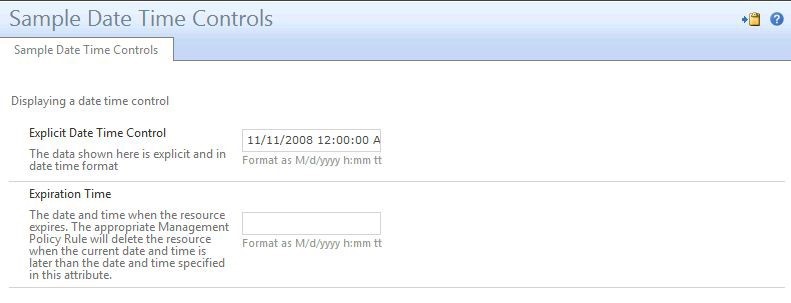 Sample Date Time Controls
Sample Date Time Controls
Displaying a date time control
Explicit Date Time Control
11/11/2008 12:00:00 A
The data shown here is explicit and in
date time format
Format as M/d/yyyy h:mm tt
Expiration Time
The date and time when the resource
expires. The appropriate Management
Policy Rule will delete the resource
when the current date and time is
later than the date and time specified
in this attribute.
Format as M/d/yyyy h:mm tt